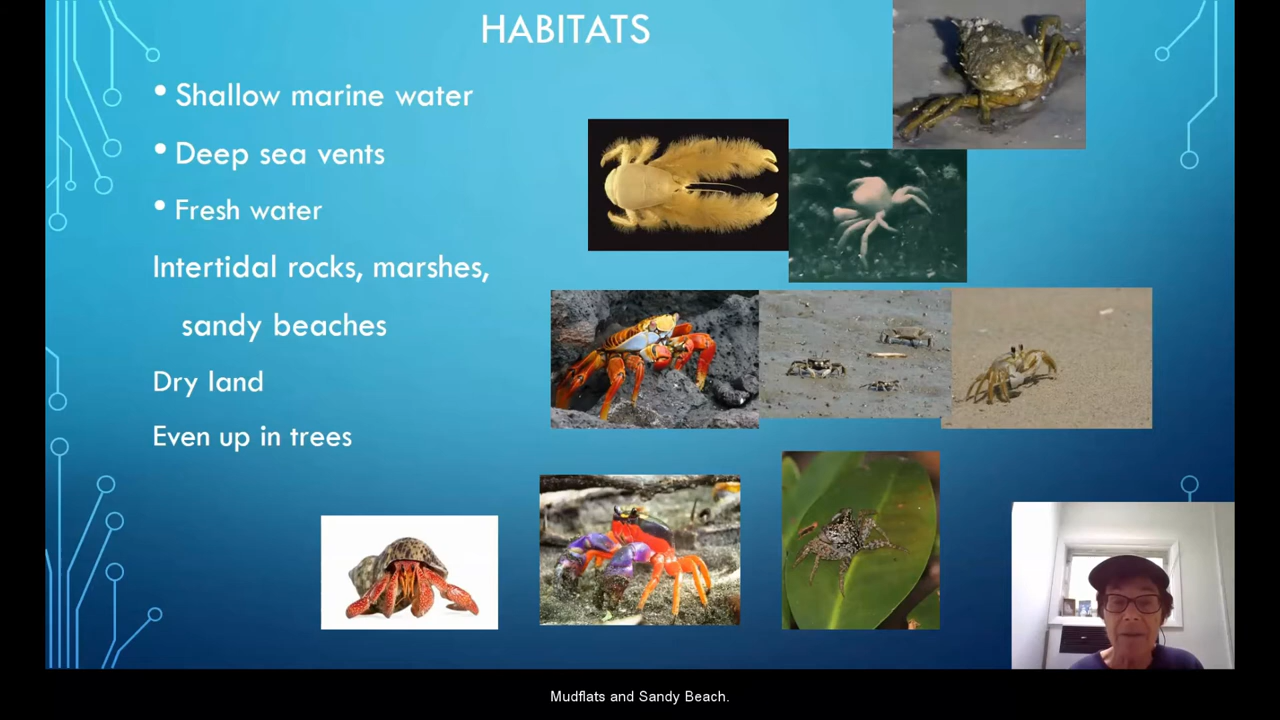 HABITATS
• Shallow marine water
• Deep sea vents
• Fresh water
Intertidal rocks, marshes,
sandy beaches
Dry land
Even up in trees
Mudflats and Sandy Beach.